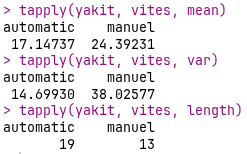 > tapply(yakit, vites, mean)
automatic    manuel
 17.14737  24.39231
> tapply(yakit, vites, var)
automatic    manuel
 14.69930  38.02577
> tapply(yakit, vites, length)
automatic    manuel
       19        13